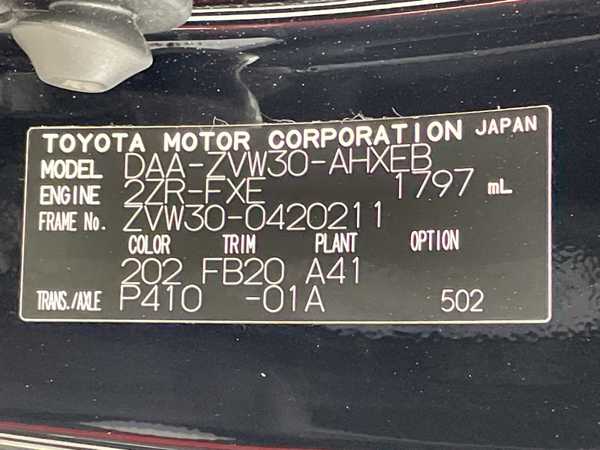 TOYOTA MOTOR CORPORATION JAPAN
MODEL DAA-ZVW30-AHXEB
ENGINE 2ZR-FXE 1797 mL
FRAME No. ZVW30-0420211
COLOR TRIM PLANT OPTION
202 FB20 A41
TRANS./AXLE P410 -01A 502